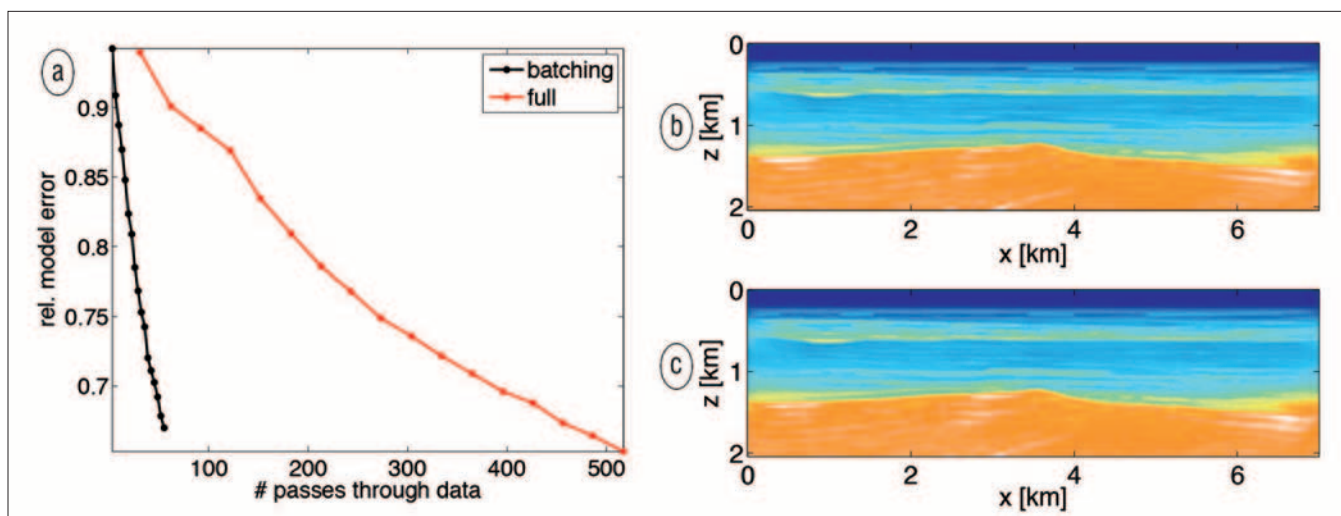 a
batching
full
0.9
0.85
0.8
0.75
0.7
rel. model error
100
200
300
400
500
# passes through data
b
0
1
2
z [km]
0
2
4
6
x [km]
c
0
1
2
z [km]
0
2
4
6
x [km]